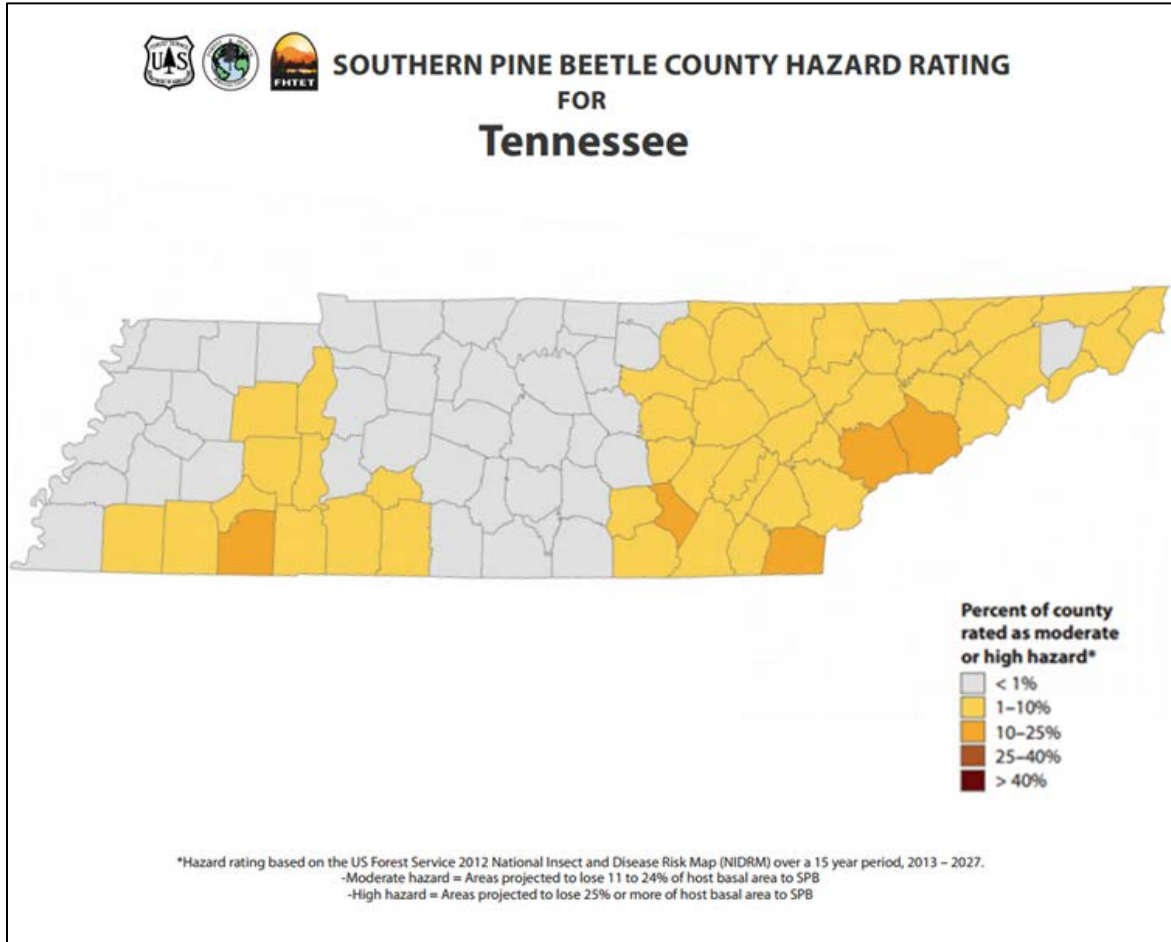 FHTET
SOUTHERN PINE BEETLE COUNTY HAZARD RATING
FOR
Tennessee
Percent of county
rated as moderate
or high hazard*
< 1%
1–10%
10–25%
25–40%
> 40%
*Hazard rating based on the US Forest Service 2012 National Insect and Disease Risk Map (NIDRM) over a 15 year period, 2013 – 2027.
-Moderate hazard = Areas projected to lose 11 to 24% of host basal area to SPB
-High hazard = Areas projected to lose 25% or more of host basal area to SPB